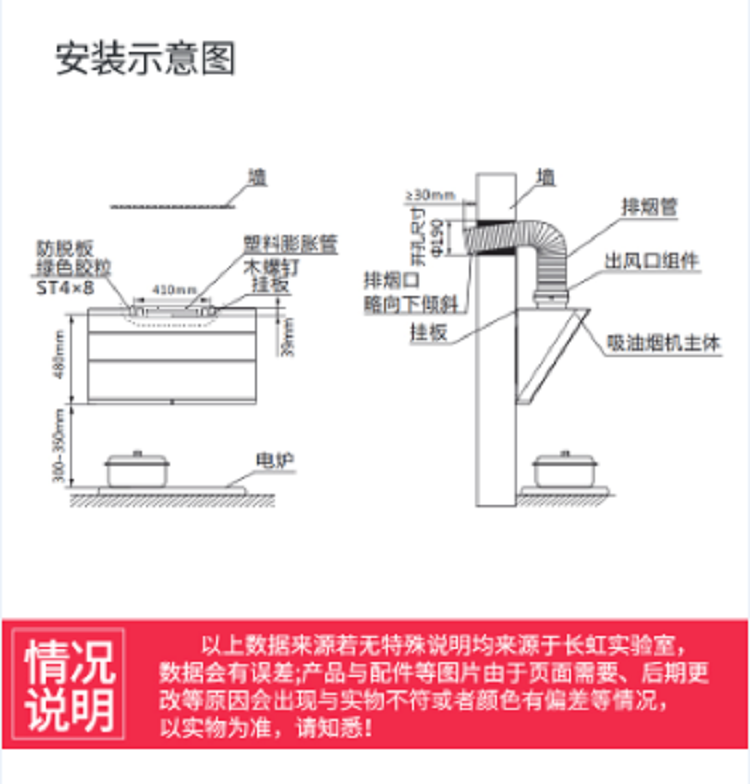 安装示意图
墙
防脱板
绿色胶粒
ST4×8
塑料膨胀管
木螺钉
挂板
410mm
39mm
480mm
300-350mm
电炉
墙
≥30mm
开孔尺寸
Φ190
排烟管
出风口组件
排烟口
略向下倾斜
挂板
吸油烟机主体
情况
说明
以上数据来源若无特殊说明均来源于长虹实验室，
数据会有误差;产品与配件等图片由于页面需要、后期更
改等原因会出现与实物不符或者颜色有偏差等情况，
以实物为准，请知悉！